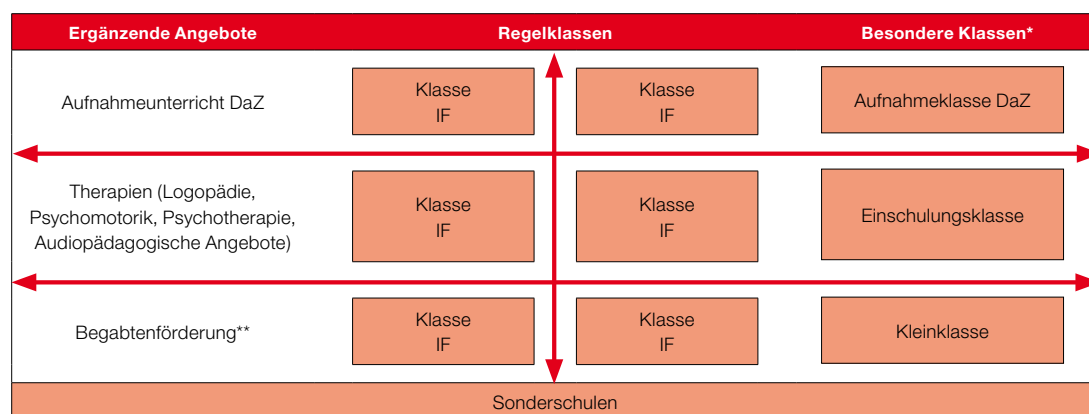 Ergänzende Angebote
Regelklassen
Besondere Klassen*
Aufnahmeunterricht DaZ
Klasse
IF
Klasse
IF
Aufnahmeklasse DaZ
Therapien (Logopädie,
Psychomotorik, Psychotherapie,
Audiopädagogische Angebote)
Klasse
IF
Klasse
IF
Einschulungsklasse
Begabtenförderung**
Klasse
IF
Klasse
IF
Kleinklasse
Sonderschulen